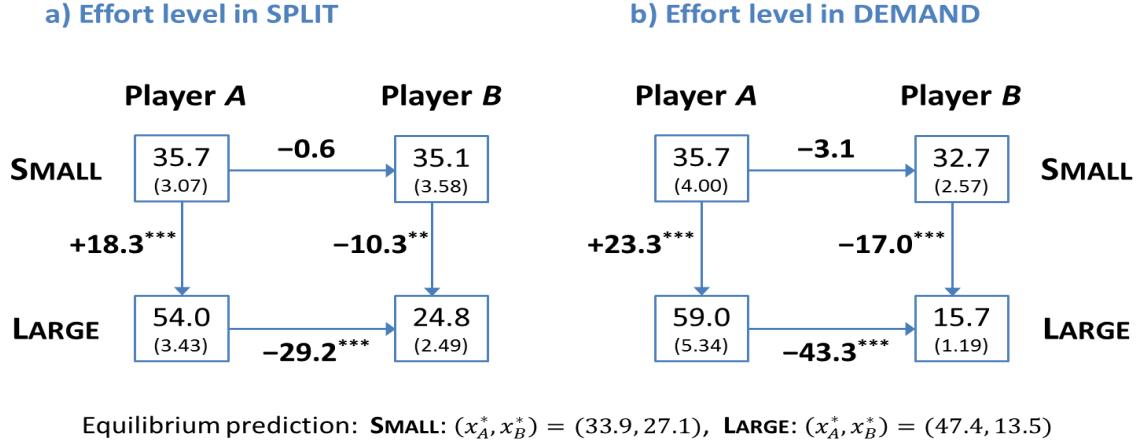 a) Effort level in SPLIT b) Effort level in DEMAND
Player A Player B Player A Player B
SMALL 35.7 −0.6 35.1 35.7 −3.1 32.7 SMALL
(3.07) (3.58) (4.00) (2.57)
+18.3*** −10.3** +23.3*** −17.0***
LARGE 54.0 24.8 59.0 15.7 LARGE
(3.43) −29.2*** (2.49) (5.34) −43.3*** (1.19)
Equilibrium prediction: SMALL: (x*A, x*B) = (33.9, 27.1), LARGE: (x*A, x*B) = (47.4, 13.5)